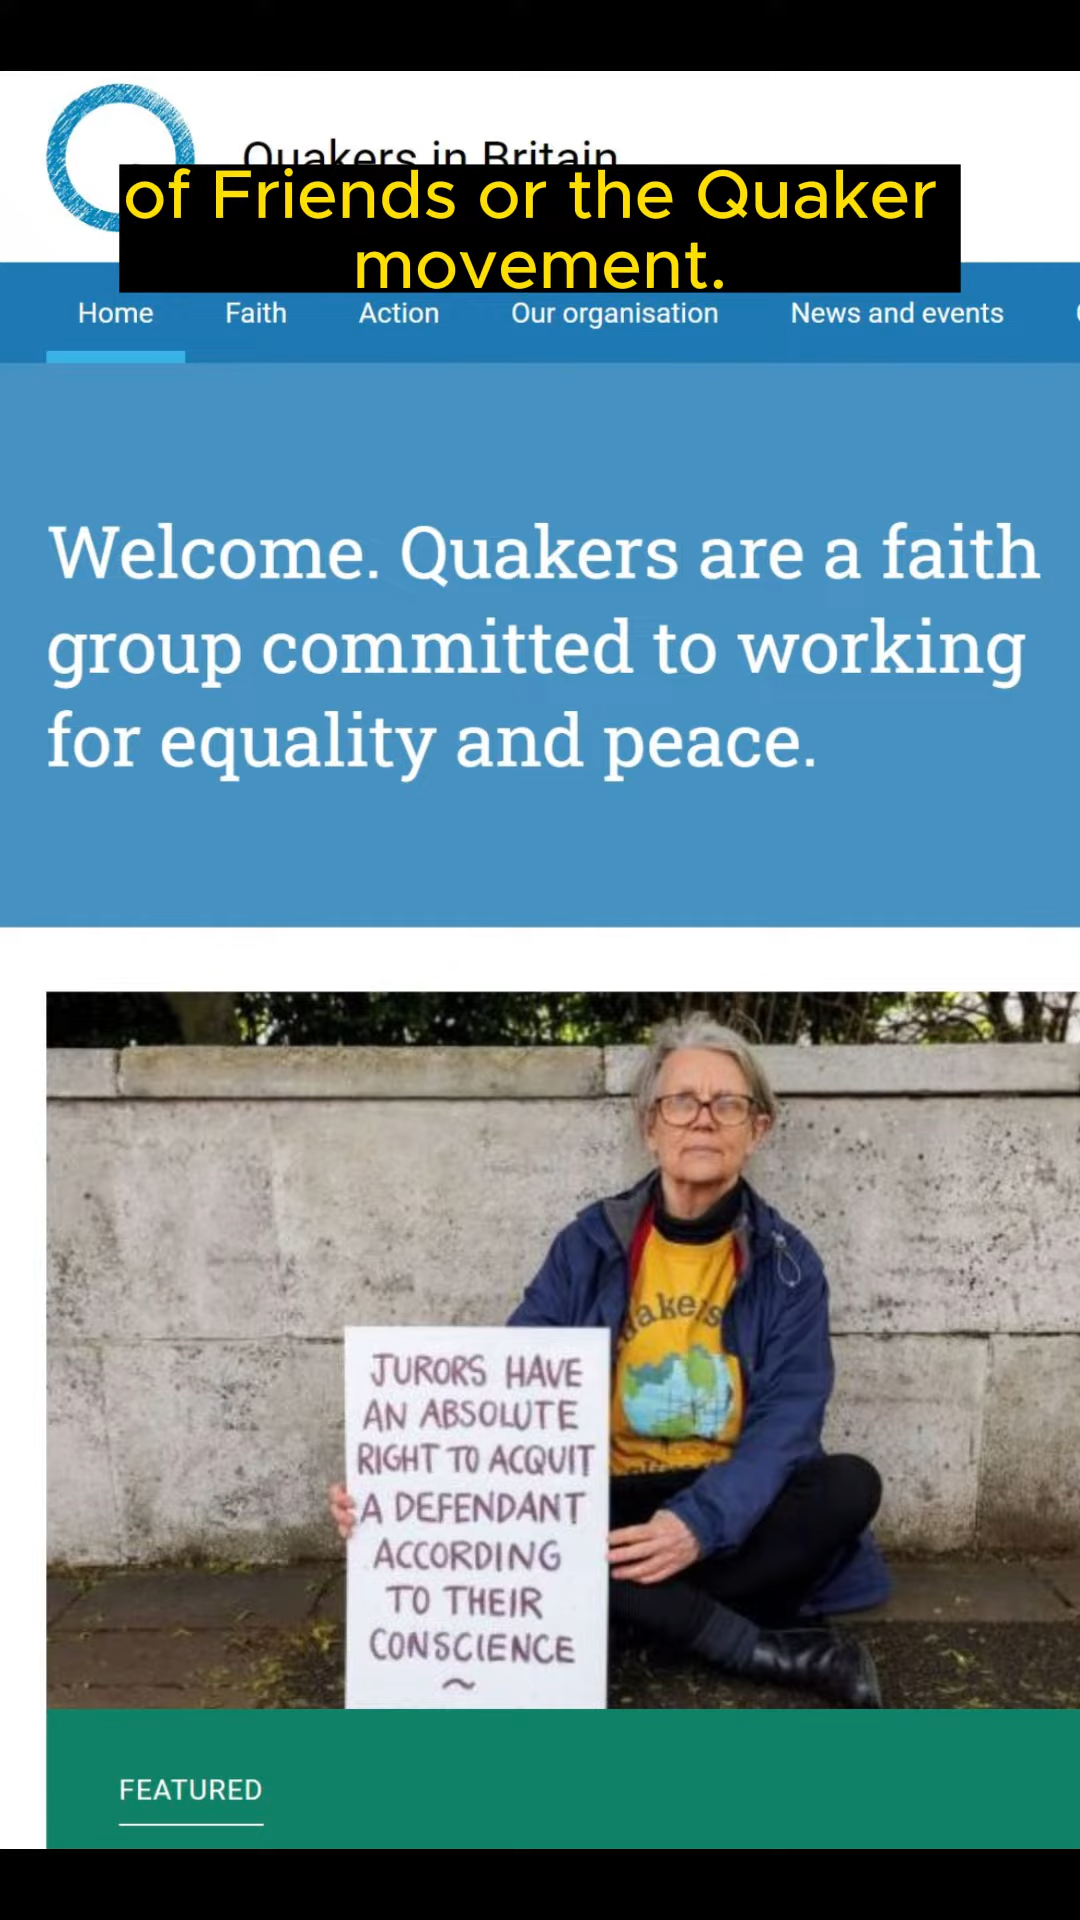 Quakers in Britain
of Friends or the Quaker
movement.
Home Faith Action Our organisation News and events
Welcome. Quakers are a faith
group committed to working
for equality and peace.
JURORS HAVE
AN ABSOLUTE
RIGHT TO ACQUIT
A DEFENDANT
ACCORDING
TO THEIR
CONSCIENCE
~
FEATURED